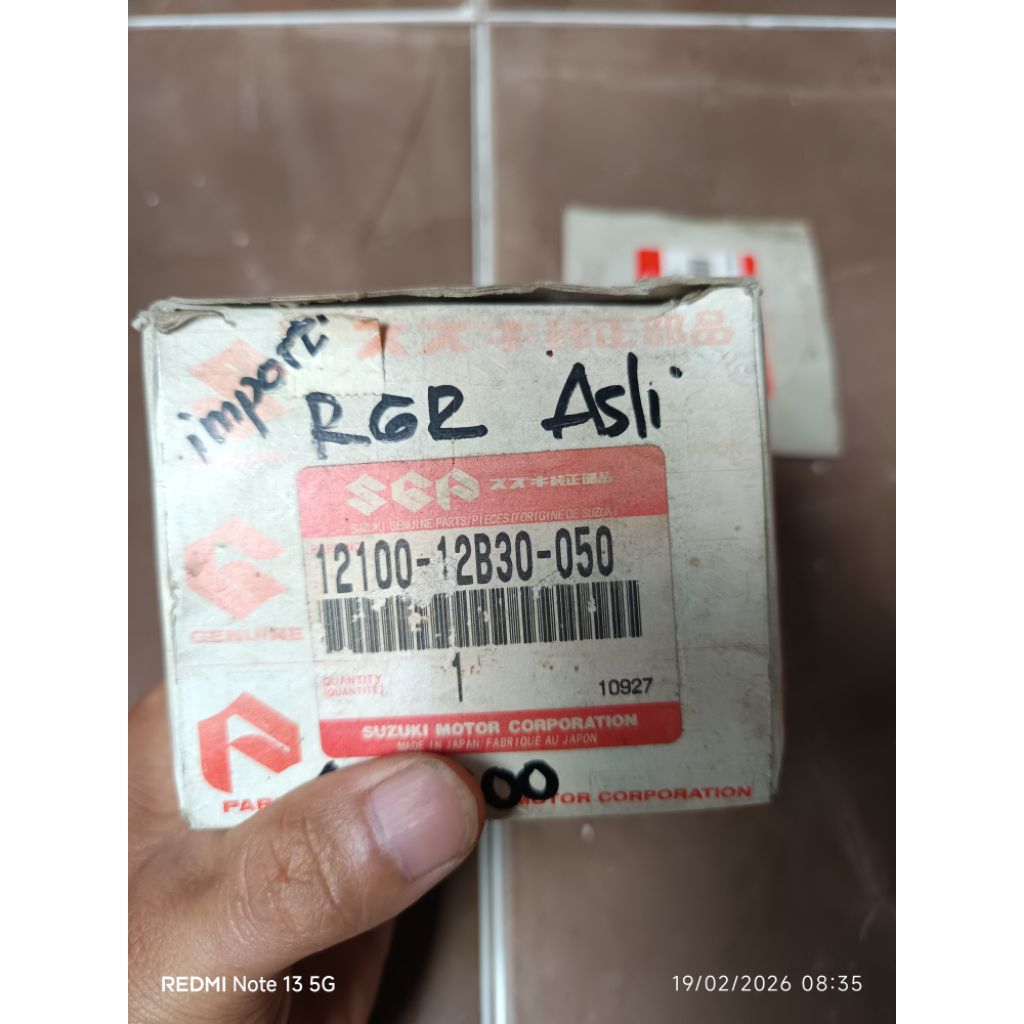 スズキ純正部品
import:
RGR Asli
SGP スズキ純正部品
SUZUKI GENUINE PARTS/PIECES D'ORIGINE DE SUZUKI
12100-12B30-050
GENUINE
QUANTITY
(QUANTITÉ)
1
10927
SUZUKI MOTOR CORPORATION
MADE IN JAPAN/FABRIQUE AU JAPON
00
MOTOR CORPORATION
REDMI Note 13 5G
19/02/2026 08:35